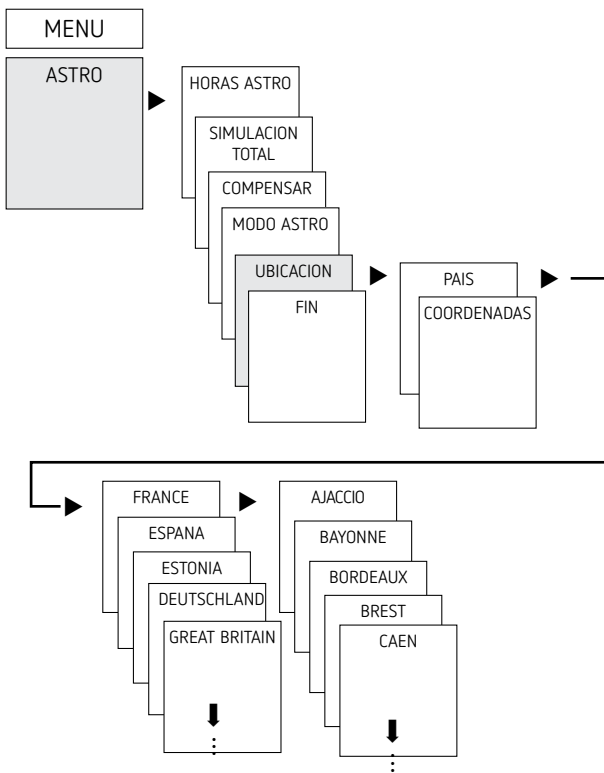 MENU
ASTRO
HORAS ASTRO
SIMULACION
TOTAL
COMPENSAR
MODO ASTRO
UBICACION
FIN
PAIS
COORDENADAS
FRANCE
ESPANA
ESTONIA
DEUTSCHLAND
GREAT BRITAIN
AJACCIO
BAYONNE
BORDEAUX
BREST
CAEN